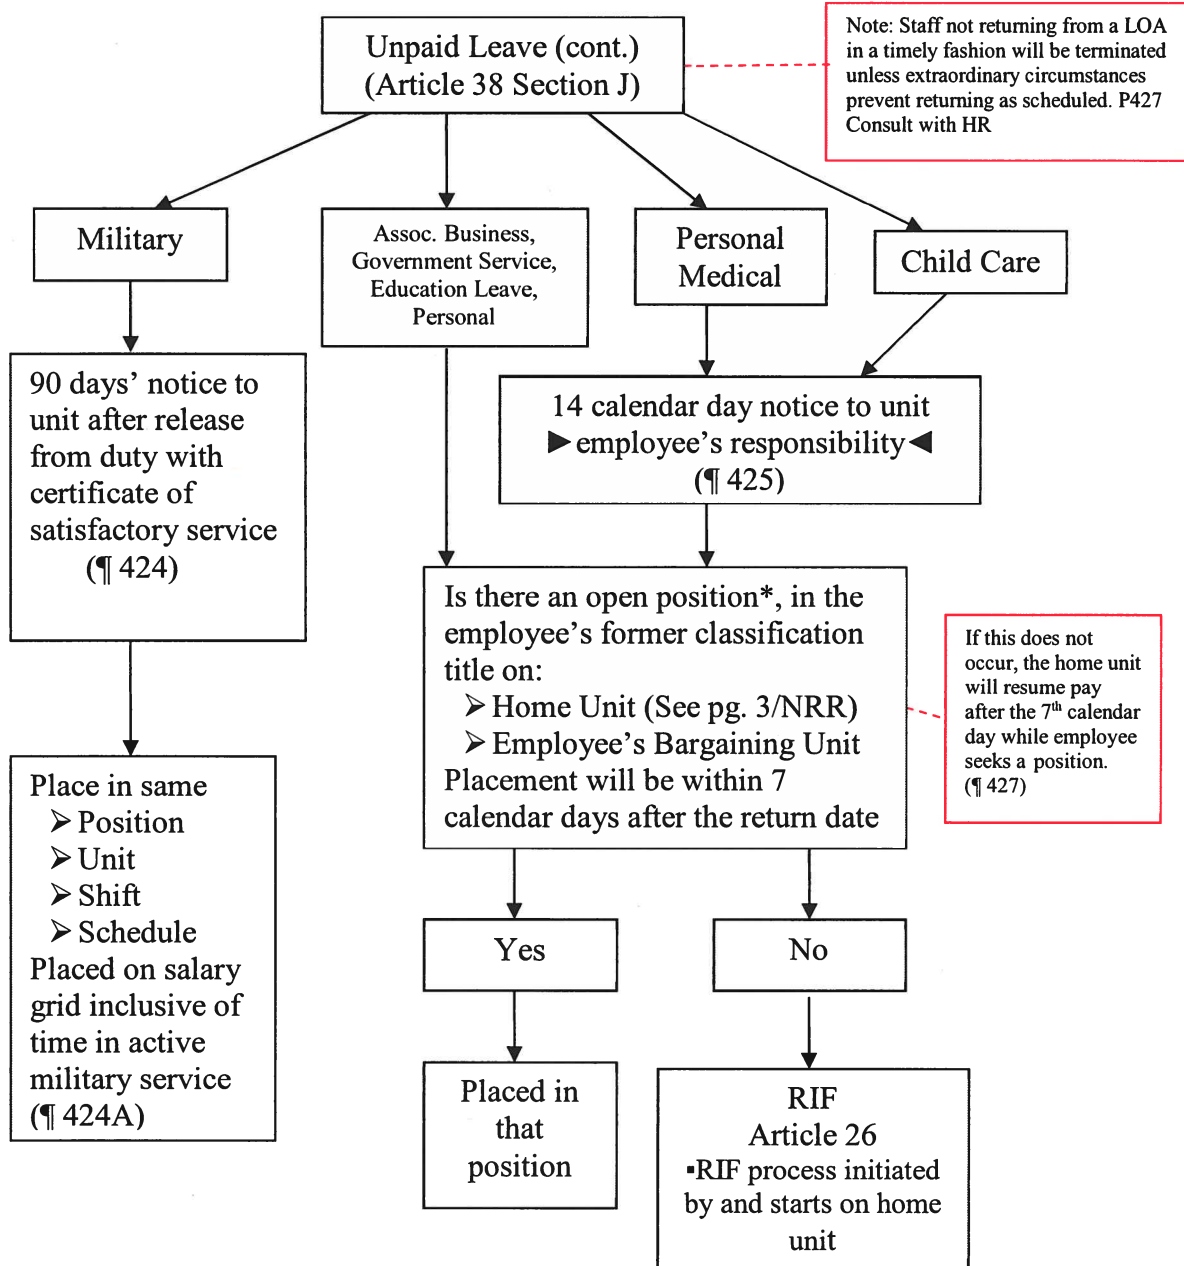 Unpaid Leave (cont.)
(Article 38 Section J)
Note: Staff not returning from a LOA
in a timely fashion will be terminated
unless extraordinary circumstances
prevent returning as scheduled. P427
Consult with HR
Military
Assoc. Business,
Government Service,
Education Leave,
Personal
Personal
Medical
Child Care
90 days’ notice to
unit after release
from duty with
certificate of
satisfactory service
(¶ 424)
14 calendar day notice to unit
►employee’s responsibility◄
(¶ 425)
Is there an open position*, in the
employee’s former classification
title on:
➢ Home Unit (See pg. 3/NRR)
➢ Employee’s Bargaining Unit
Placement will be within 7
calendar days after the return date
If this does not
occur, the home unit
will resume pay
after the 7th calendar
day while employee
seeks a position.
(¶ 427)
Place in same
➢ Position
➢ Unit
➢ Shift
➢ Schedule
Placed on salary
grid inclusive of
time in active
military service
(¶ 424A)
Yes
No
Placed in
that
position
RIF
Article 26
▪RIF process initiated
by and starts on home
unit